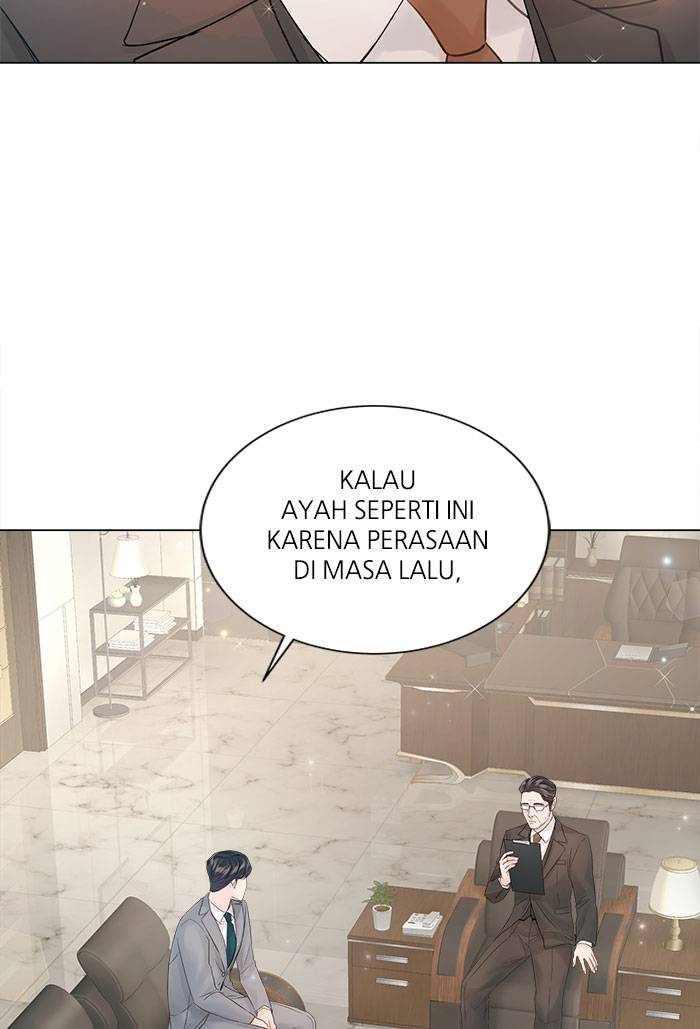 KALAU
AYAH SEPERTI INI
KARENA PERASAAN
DI MASA LALU,